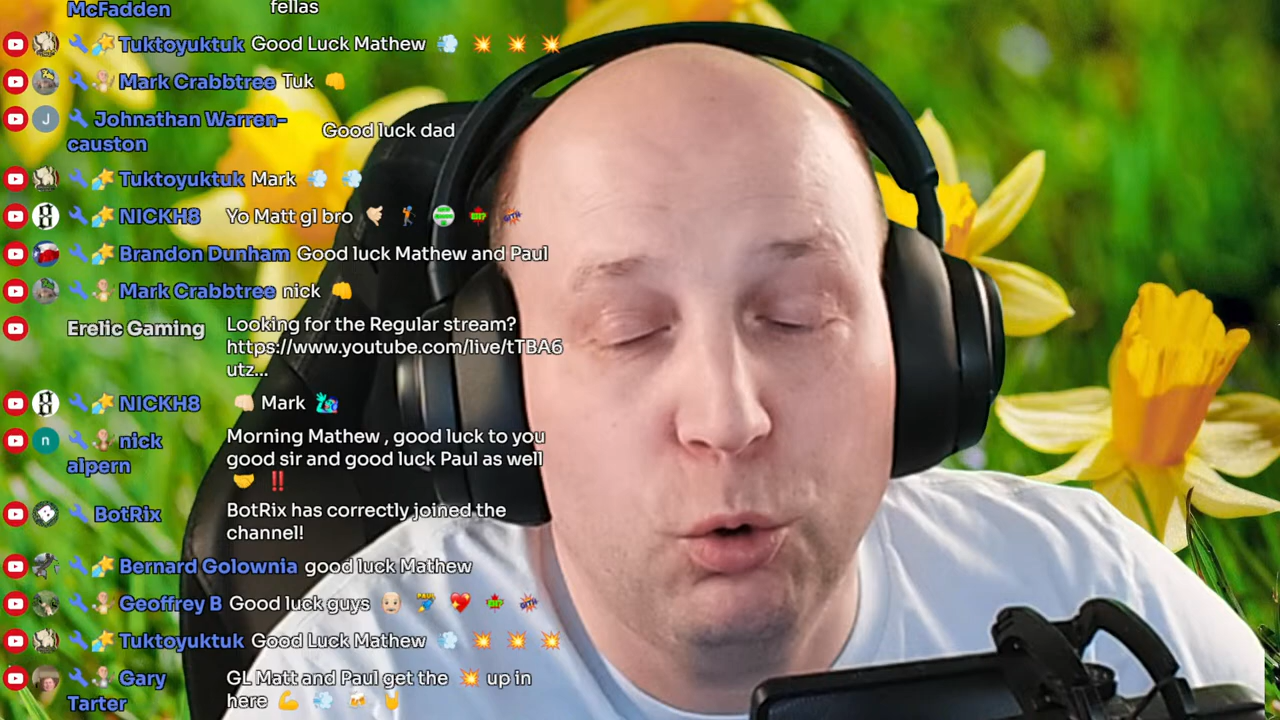 McFadden fellas
Tuktoyuktuk Good Luck Mathew
Mark Crabbtree Tuk
Johnathan Warren-
causton Good luck dad
Tuktoyuktuk Mark
NICKH8 Yo Matt gl bro
Brandon Dunham Good luck Mathew and Paul
Mark Crabbtree nick
Erelic Gaming Looking for the Regular stream?
https://www.youtube.com/live/tTBA6
utz...
NICKH8 Mark
nick Morning Mathew , good luck to you
alpern good sir and good luck Paul as well
BotRix BotRix has correctly joined the
channel!
Bernard Golownia good luck Mathew
Geoffrey B Good luck guys
Tuktoyuktuk Good Luck Mathew
Gary GL Matt and Paul get the up in
Tarter here